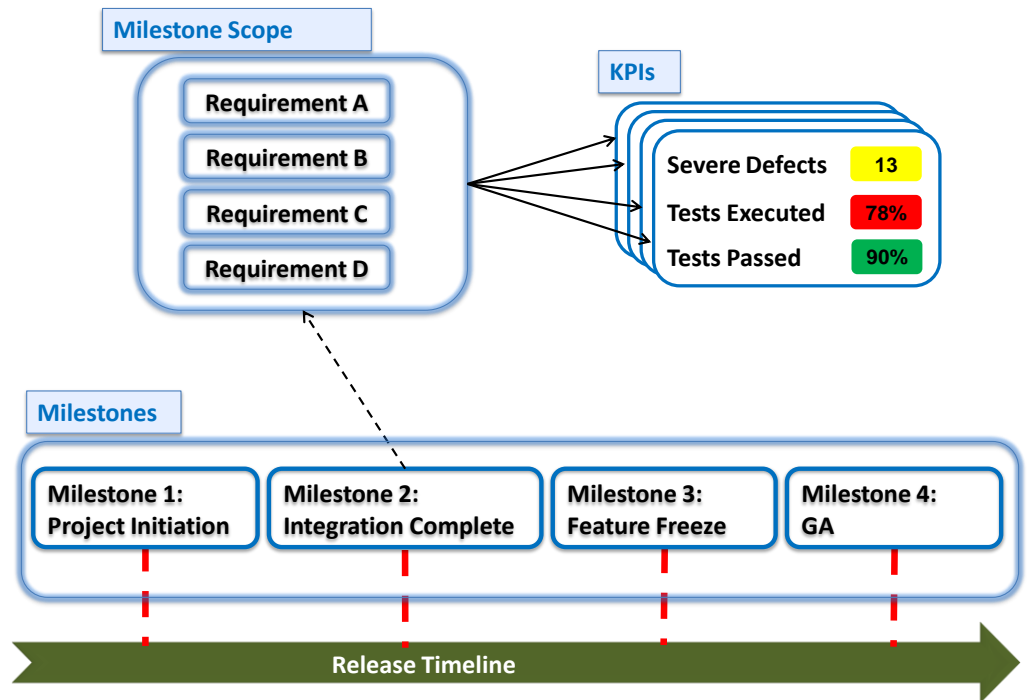 Milestone Scope
Requirement A
Requirement B
Requirement C
Requirement D
KPIs
Severe Defects 13
Tests Executed 78%
Tests Passed 90%
Milestones
Milestone 1:
Project Initiation
Milestone 2:
Integration Complete
Milestone 3:
Feature Freeze
Milestone 4:
GA
Release Timeline